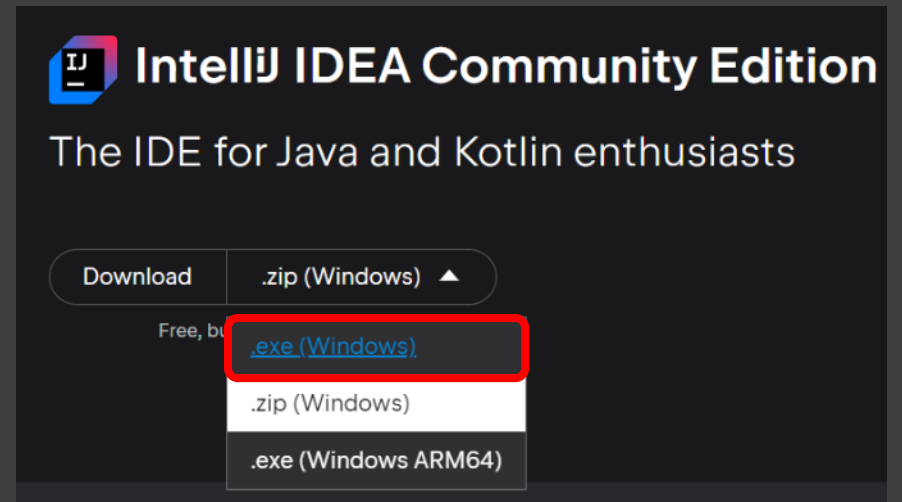 IJ
IntelliJ IDEA Community Edition
The IDE for Java and Kotlin enthusiasts
Download
.zip (Windows)
Free,
.exe (Windows)
.zip (Windows)
.exe (Windows ARM64)